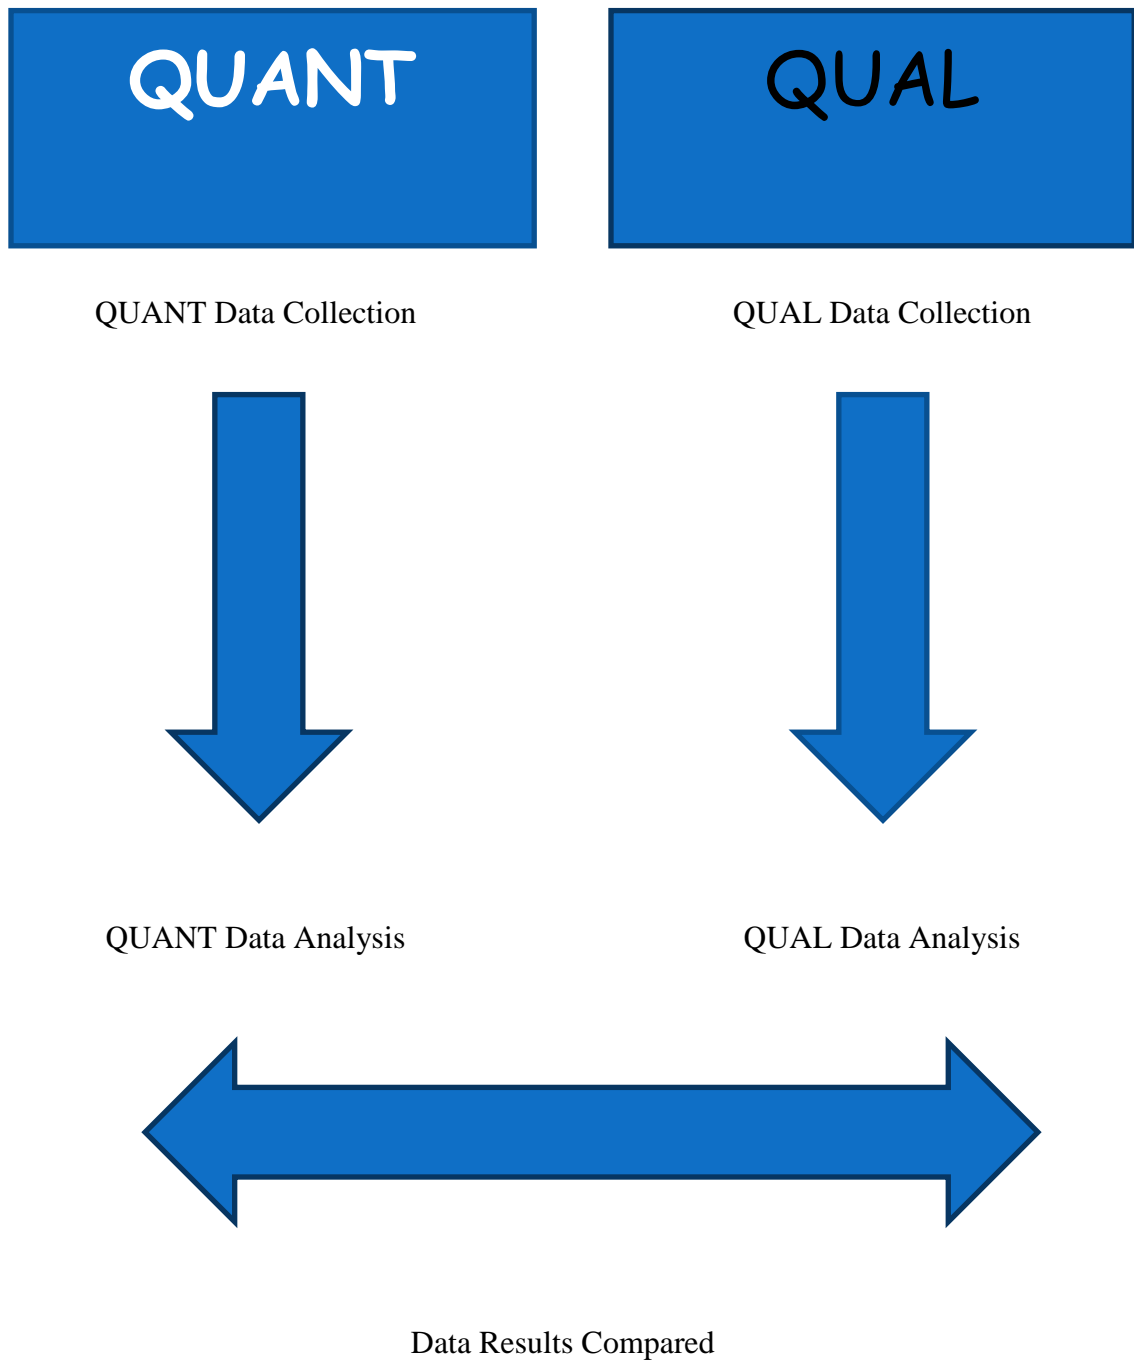 QUANT
QUAL
QUANT Data Collection
QUAL Data Collection
QUANT Data Analysis
QUAL Data Analysis
Data Results Compared